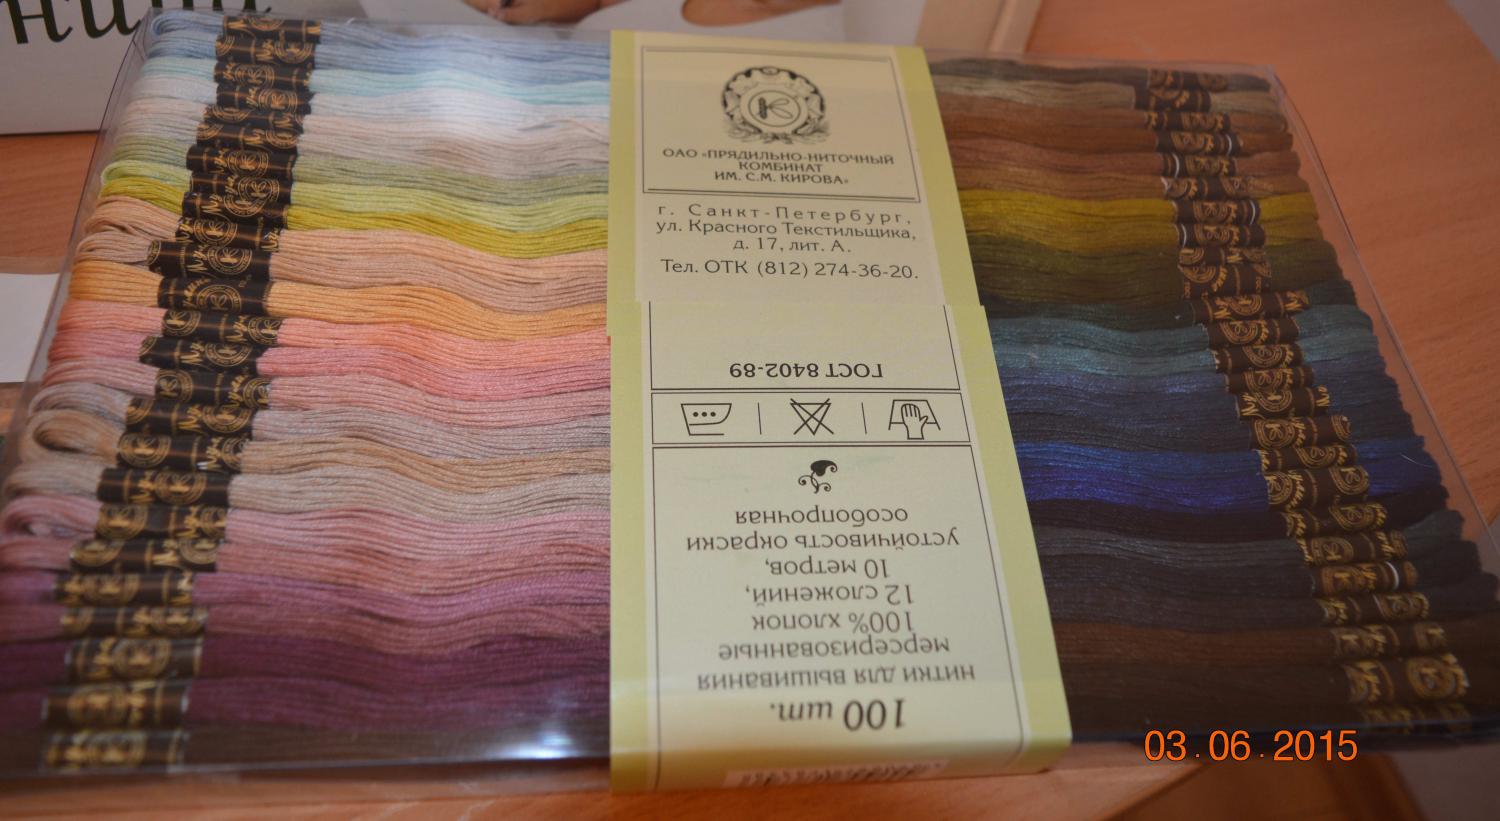 ОАО «ПРЯДИЛЬНО-НИТОЧНЫЙ
КОМБИНАТ
ИМ. С.М. КИРОВА»
г. Санкт-Петербург,
ул. Красного Текстильщика,
д. 17, лит. А.
Тел. ОТК (812) 274-36-20.
100 шт.
нитки для вышивания
мерсеризованные
100% хлопок
12 сложений,
10 метров,
устойчивость окраски
особопрочная
ГОСТ 8402-89
03.06.2015